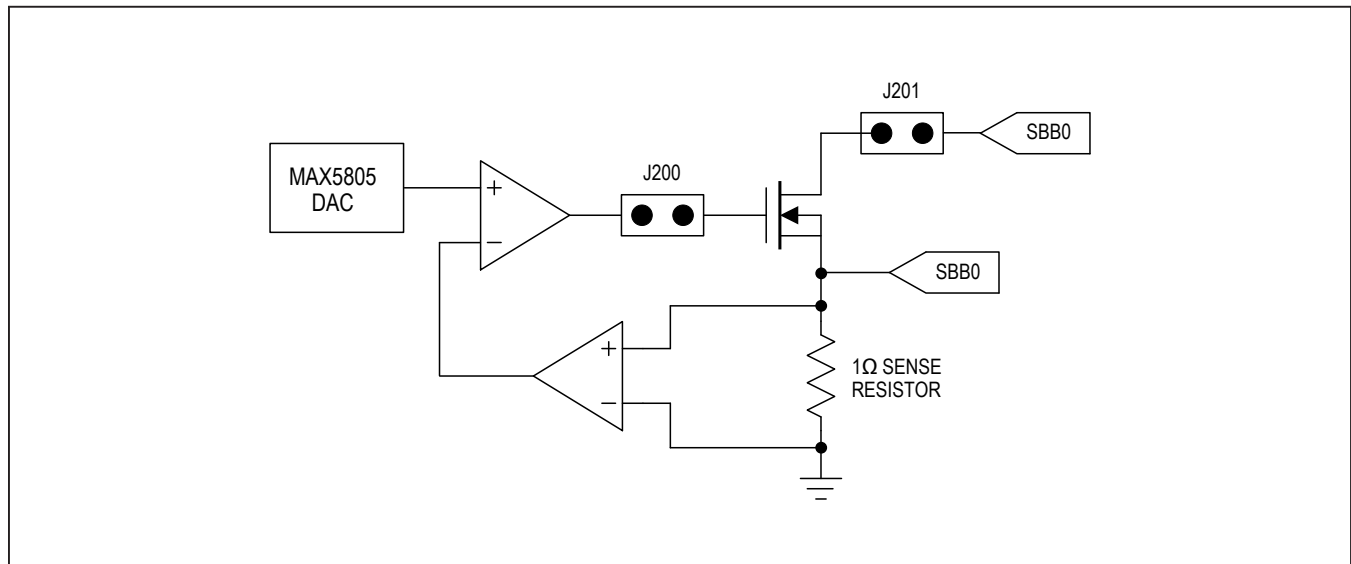 J201
SBB0
MAX5805
DAC
+
−
J200
SBB0
+
−
1Ω SENSE
RESISTOR